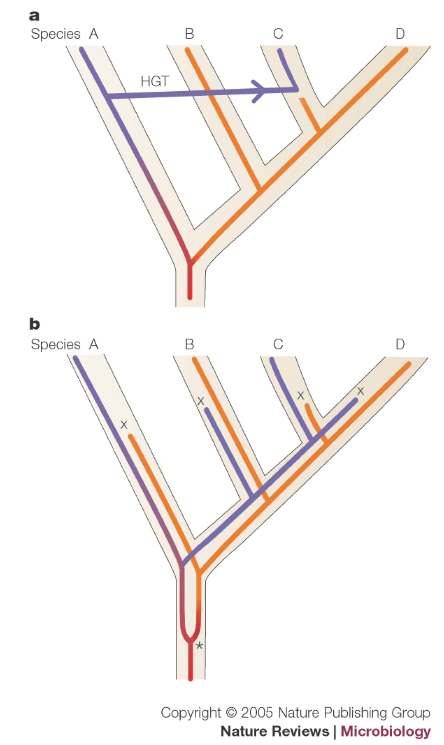 a
Species A B C D
HGT
b
Species A B C D
x x
x x
*
Copyright © 2005 Nature Publishing Group
Nature Reviews | Microbiology